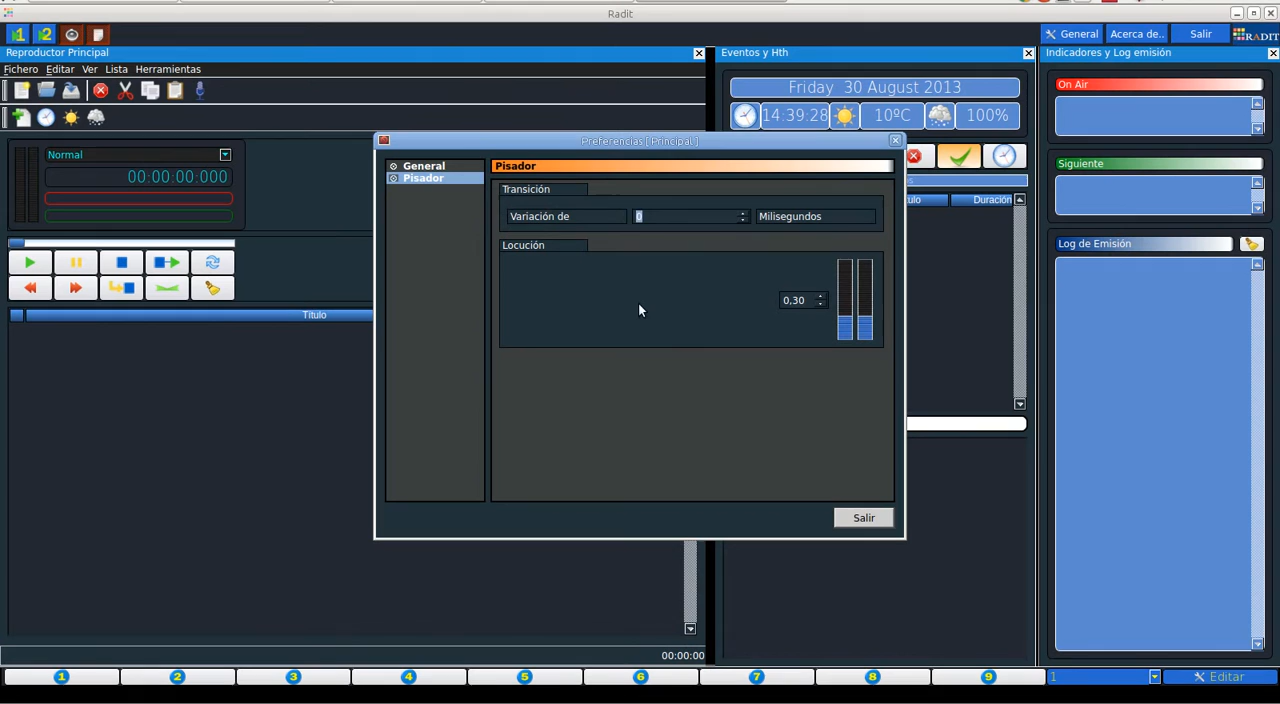 Radit
1
2
General
Acerca de..
Salir
RADIT
Reproductor Principal
Eventos y Hth
Indicadores y Log emisión
Fichero Editar Ver Lista Herramientas
Friday 30 August 2013
14:39:28
10ºC
100%
On Air
Siguiente
Log de Emisión
Normal
00:00:00:000
Título
Duración
Preferencias [ Principal ]
General
Pisador
Pisador
Transición
Variación de
0
Milisegundos
Locución
0,30
Salir
00:00:00
1
2
3
4
5
6
7
8
9
1
Editar